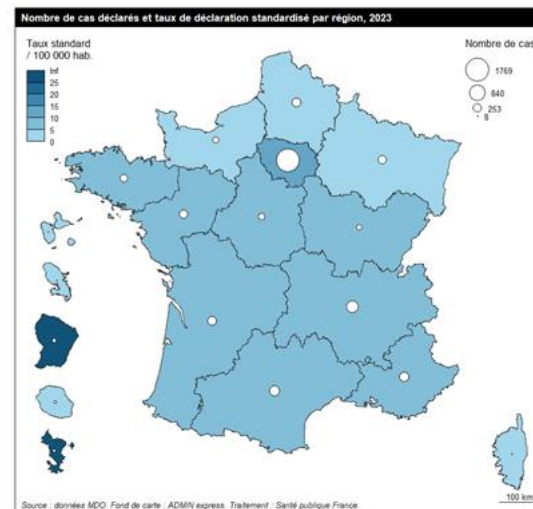 Nombre de cas déclarés et taux de déclaration standardisé par région, 2023
Taux standard
/ 100 000 hab.
Inf
25
20
15
10
5
0
Nombre de cas
1769
840
253
8
100 km
Source : données MDO. Fond de carte : ADMIN express. Traitement : Santé publique France.